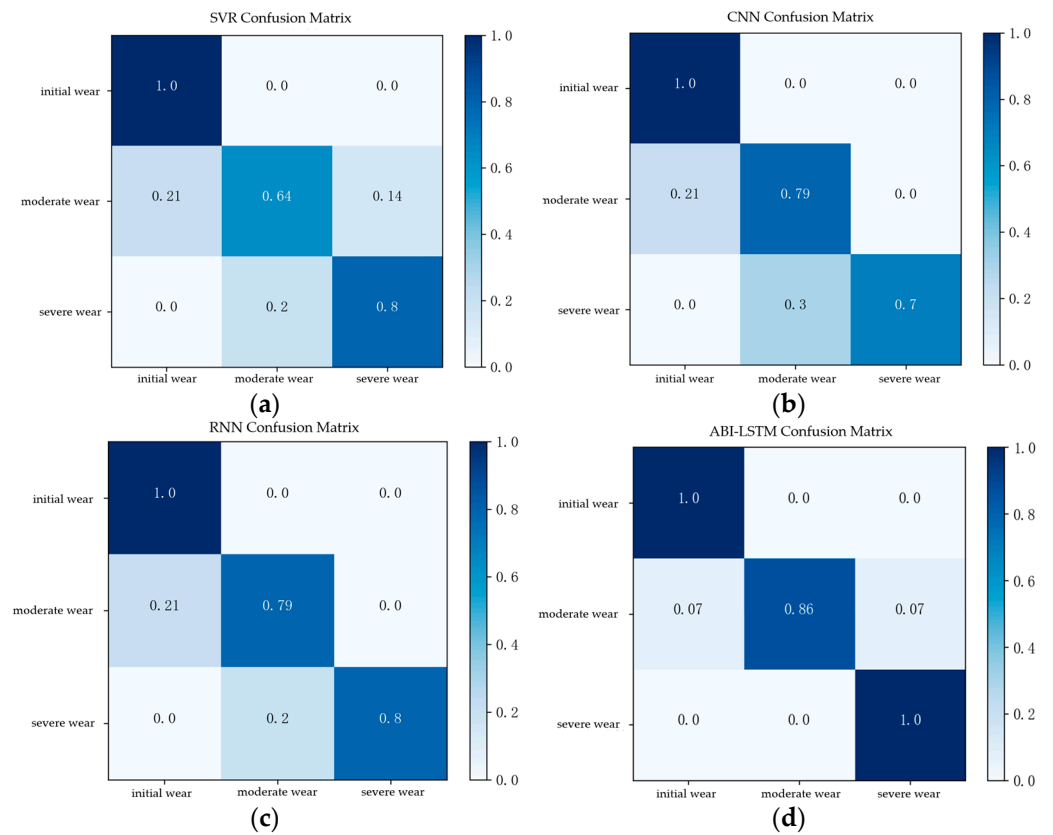 SVR Confusion Matrix
1.0
0.8
0.6
0.4
0.2
0.0
initial wear 1.0 0.0 0.0
moderate wear 0.21 0.64 0.14
severe wear 0.0 0.2 0.8
initial wear moderate wear severe wear
(a)
CNN Confusion Matrix
1.0
0.8
0.6
0.4
0.2
0.0
initial wear 1.0 0.0 0.0
moderate wear 0.21 0.79 0.0
severe wear 0.0 0.3 0.7
initial wear moderate wear severe wear
(b)
RNN Confusion Matrix
1.0
0.8
0.6
0.4
0.2
0.0
initial wear 1.0 0.0 0.0
moderate wear 0.21 0.79 0.0
severe wear 0.0 0.2 0.8
initial wear moderate wear severe wear
(c)
ABI-LSTM Confusion Matrix
1.0
0.8
0.6
0.4
0.2
0.0
initial wear 1.0 0.0 0.0
moderate wear 0.07 0.86 0.07
severe wear 0.0 0.0 1.0
initial wear moderate wear severe wear
(d)